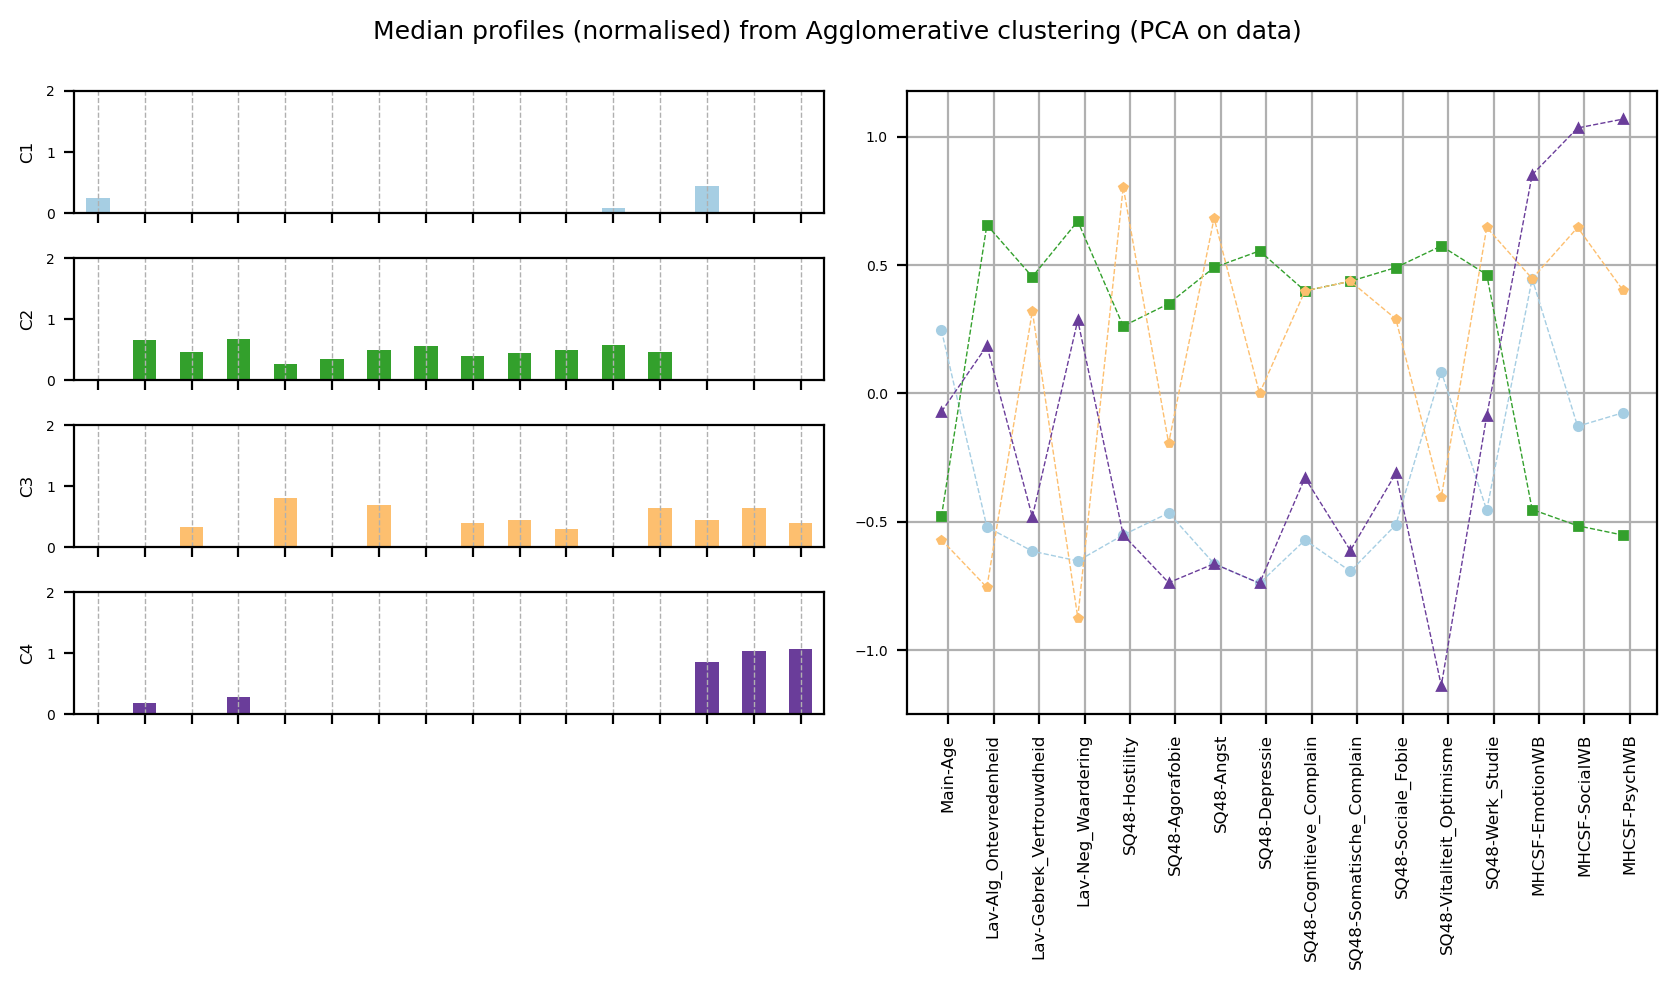 Median profiles (normalised) from Agglomerative clustering (PCA on data)
C1
2
1
0
C2
2
1
0
C3
2
1
0
C4
2
1
0
1.0
0.5
0.0
−0.5
−1.0
Main-Age
Lav-Alg_Ontevredenheid
Lav-Gebrek_Vertrouwdheid
Lav-Neg_Waardering
SQ48-Hostility
SQ48-Agorafobie
SQ48-Angst
SQ48-Depressie
SQ48-Cognitieve_Complain
SQ48-Somatische_Complain
SQ48-Sociale_Fobie
SQ48-Vitaliteit_Optimisme
SQ48-Werk_Studie
MHCSF-EmotionWB
MHCSF-SocialWB
MHCSF-PsychWB